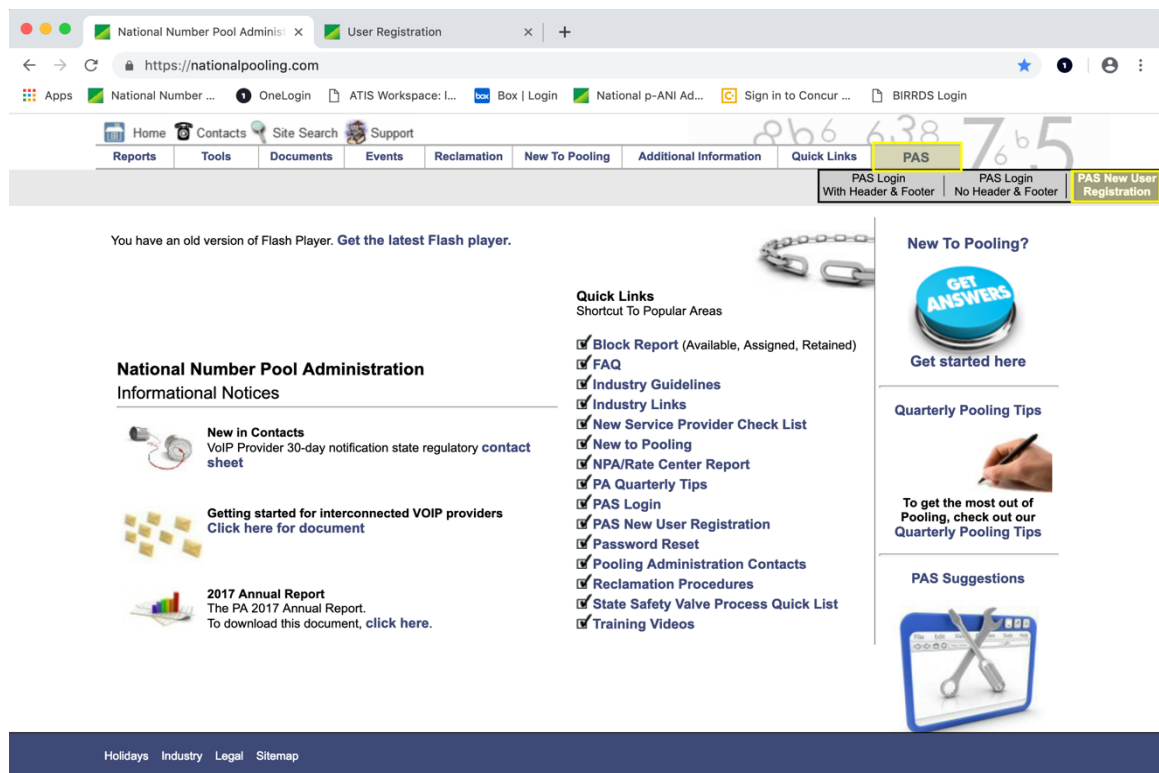 National Number Pool Adminis
User Registration
https://nationalpooling.com
Apps
National Number ...
OneLogin
ATIS Workspace: I...
box
Box | Login
National p-ANI Ad...
Sign in to Concur ...
BIRRDS Login
Home
Contacts
Site Search
Support
Reports
Tools
Documents
Events
Reclamation
New To Pooling
Additional Information
Quick Links
PAS
PAS Login
With Header & Footer
PAS Login
No Header & Footer
PAS New User
Registration
You have an old version of Flash Player. Get the latest Flash player.
National Number Pool Administration
Informational Notices
New in Contacts
VoIP Provider 30-day notification state regulatory contact
sheet
Getting started for interconnected VOIP providers
Click here for document
2017 Annual Report
The PA 2017 Annual Report.
To download this document, click here.
Quick Links
Shortcut To Popular Areas
Block Report (Available, Assigned, Retained)
FAQ
Industry Guidelines
Industry Links
New Service Provider Check List
New to Pooling
NPA/Rate Center Report
PA Quarterly Tips
PAS Login
PAS New User Registration
Password Reset
Pooling Administration Contacts
Reclamation Procedures
State Safety Valve Process Quick List
Training Videos
New To Pooling?
GET
ANSWERS
Get started here
Quarterly Pooling Tips
To get the most out of
Pooling, check out our
Quarterly Pooling Tips
PAS Suggestions
File Edit
Tools Help
Holidays Industry Legal Sitemap